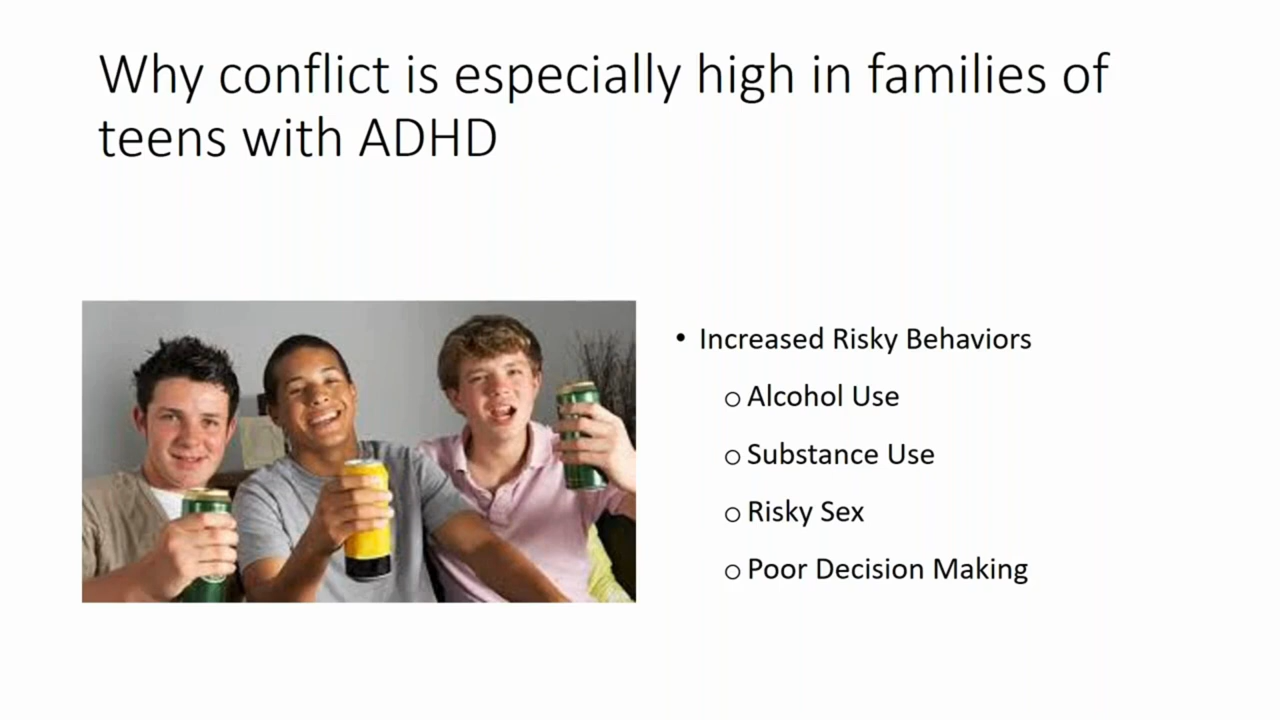 Why conflict is especially high in families of
teens with ADHD
• Increased Risky Behaviors
o Alcohol Use
o Substance Use
o Risky Sex
o Poor Decision Making